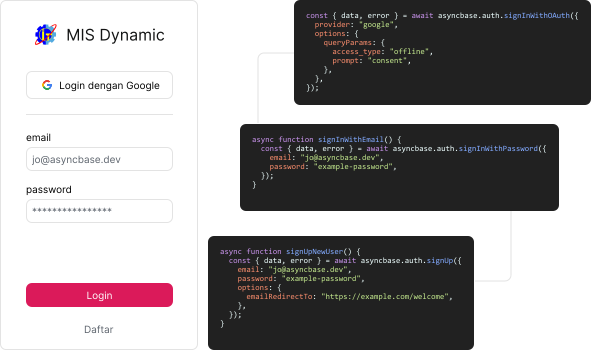 MIS Dynamic
Login dengan Google
email
jo@asyncbase.dev
password
****************
Login
Daftar
const { data, error } = await asyncbase.auth.signInWithOAuth({
  provider: "google",
  options: {
    queryParams: {
      access_type: "offline",
      prompt: "consent",
    },
  },
});
async function signInWithEmail() {
  const { data, error } = await asyncbase.auth.signInWithPassword({
    email: "jo@asyncbase.dev",
    password: "example-password",
  });
}
async function signUpNewUser() {
  const { data, error } = await asyncbase.auth.signUp({
    email: "jo@asyncbase.dev",
    password: "example-password",
    options: {
      emailRedirectTo: "https://example.com/welcome",
    },
  });
}